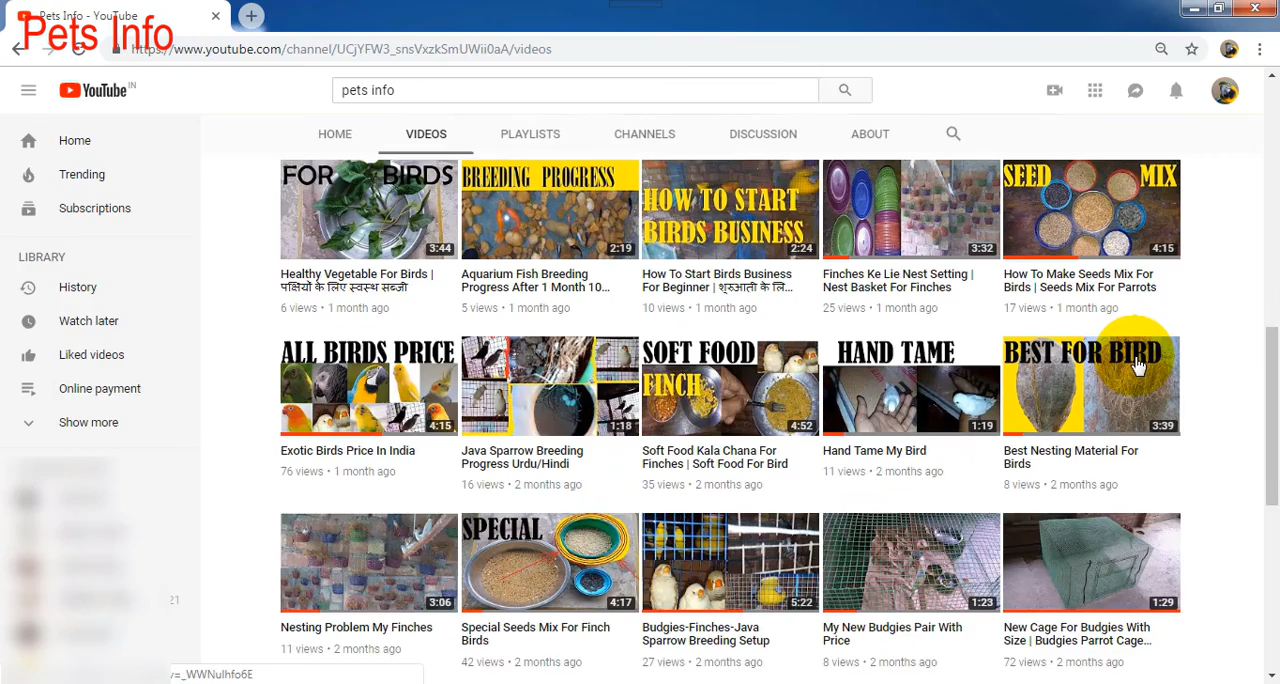 Pets Info - YouTube
Pets Info
https://www.youtube.com/channel/UCjYFW3_snsVxzkSmUWii0aA/videos
YouTube IN
pets info
HOME VIDEOS PLAYLISTS CHANNELS DISCUSSION ABOUT
Home
Trending
Subscriptions
LIBRARY
History
Watch later
Liked videos
Online payment
Show more
21
FOR BIRDS
3:44
Healthy Vegetable For Birds |
पक्षियों के लिए स्वस्थ सब्जी
6 views • 1 month ago
BREEDING PROGRESS
2:19
Aquarium Fish Breeding
Progress After 1 Month 10...
5 views • 1 month ago
HOW TO START
BIRDS BUSINESS
2:24
How To Start Birds Business
For Beginner | शुरुआती के लि...
10 views • 1 month ago
3:32
Finches Ke Lie Nest Setting |
Nest Basket For Finches
25 views • 1 month ago
SEED MIX
4:15
How To Make Seeds Mix For
Birds | Seeds Mix For Parrots
17 views • 1 month ago
ALL BIRDS PRICE
4:15
Exotic Birds Price In India
76 views • 1 month ago
1:18
Java Sparrow Breeding
Progress Urdu/Hindi
16 views • 2 months ago
SOFT FOOD
FINCH
4:52
Soft Food Kala Chana For
Finches | Soft Food For Bird
35 views • 2 months ago
HAND TAME
1:19
Hand Tame My Bird
11 views • 2 months ago
BEST FOR BIRD
3:39
Best Nesting Material For
Birds
8 views • 2 months ago
3:06
Nesting Problem My Finches
11 views • 2 months ago
SPECIAL
4:17
Special Seeds Mix For Finch
Birds
42 views • 2 months ago
5:22
Budgies-Finches-Java
Sparrow Breeding Setup
27 views • 2 months ago
1:23
My New Budgies Pair With
Price
8 views • 2 months ago
1:29
New Cage For Budgies With
Size | Budgies Parrot Cage...
72 views • 2 months ago